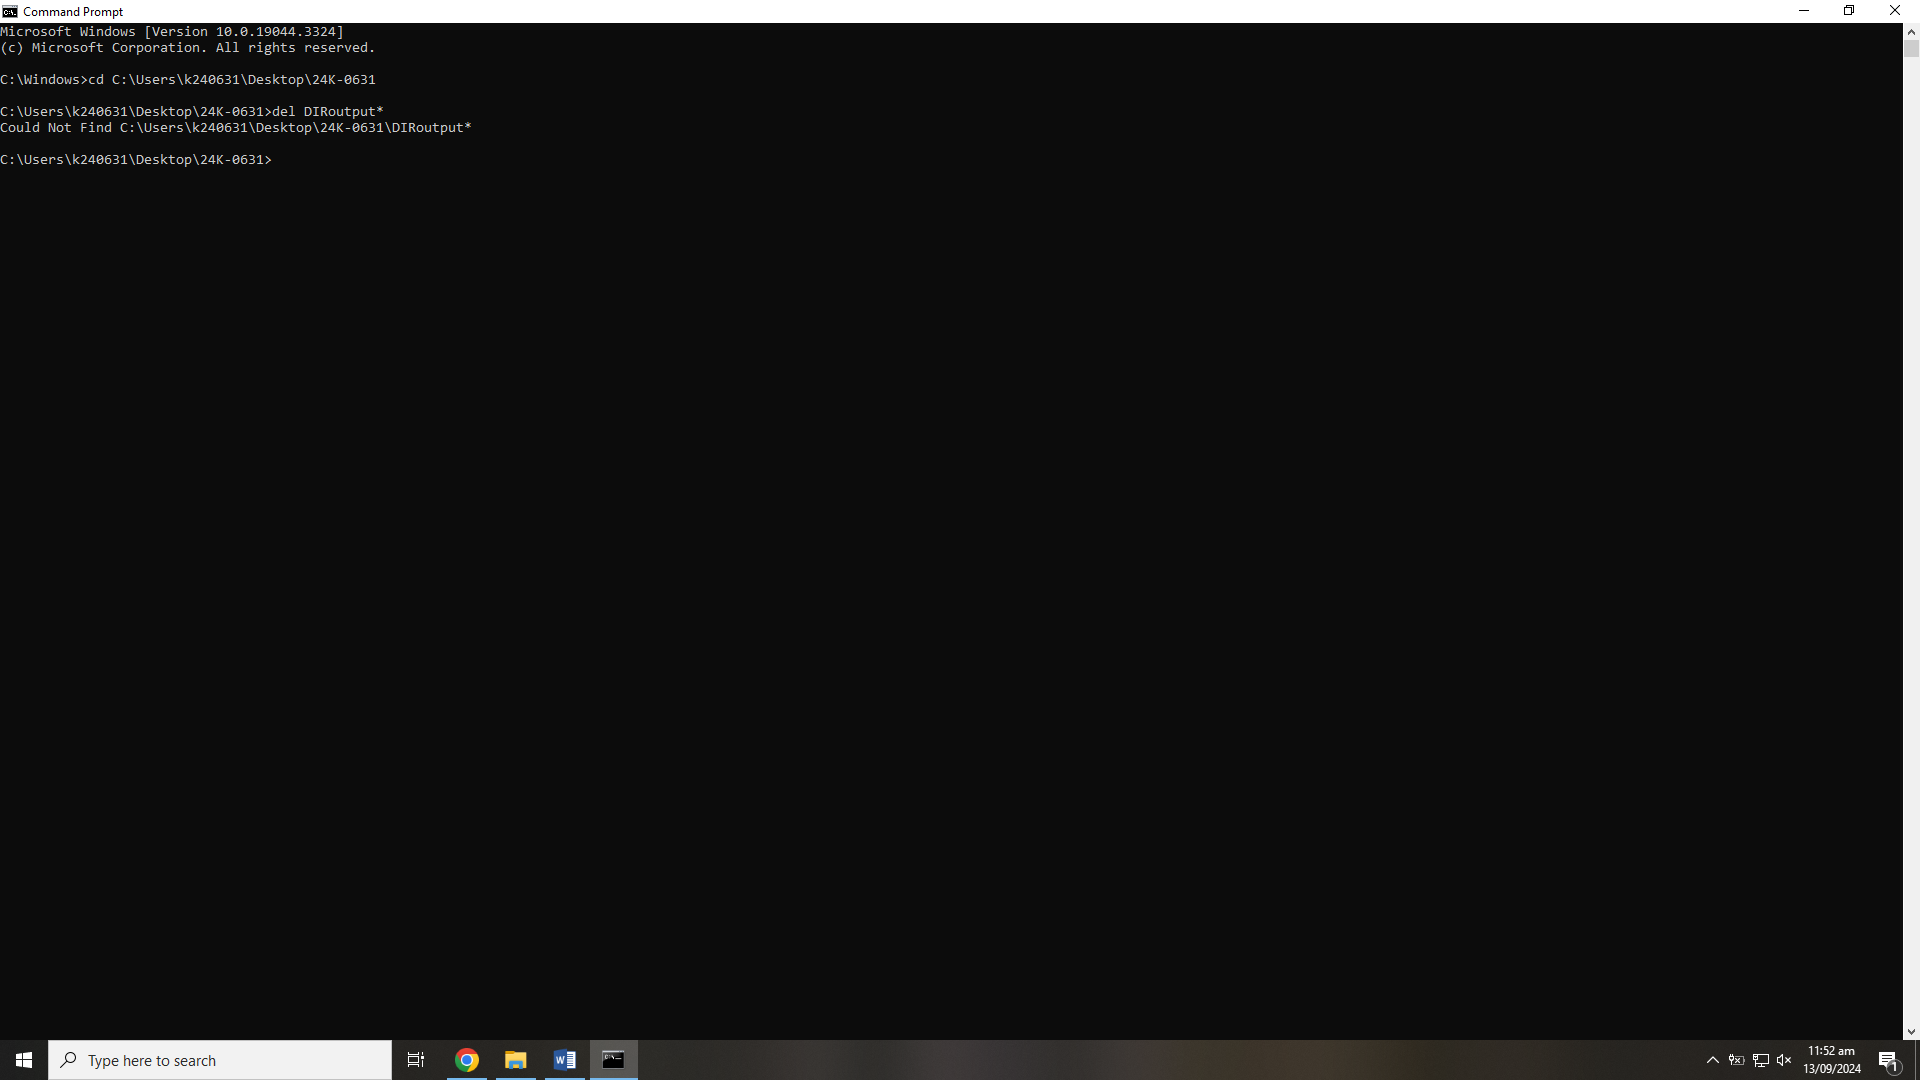 Command Prompt
Microsoft Windows [Version 10.0.19044.3324]
(c) Microsoft Corporation. All rights reserved.
C:\Windows>cd C:\Users\k240631\Desktop\24K-0631
C:\Users\k240631\Desktop\24K-0631>del DIRoutput*
Could Not Find C:\Users\k240631\Desktop\24K-0631\DIRoutput*
C:\Users\k240631\Desktop\24K-0631>
Type here to search
11:52 am
13/09/2024
1